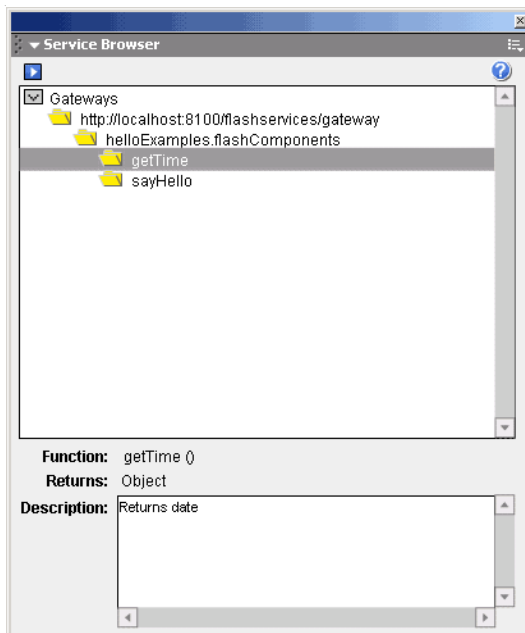 Service Browser
Gateways
http://localhost:8100/flashservices/gateway
helloExamples.flashComponents
getTime
sayHello
Function: getTime ()
Returns: Object
Description: Returns date